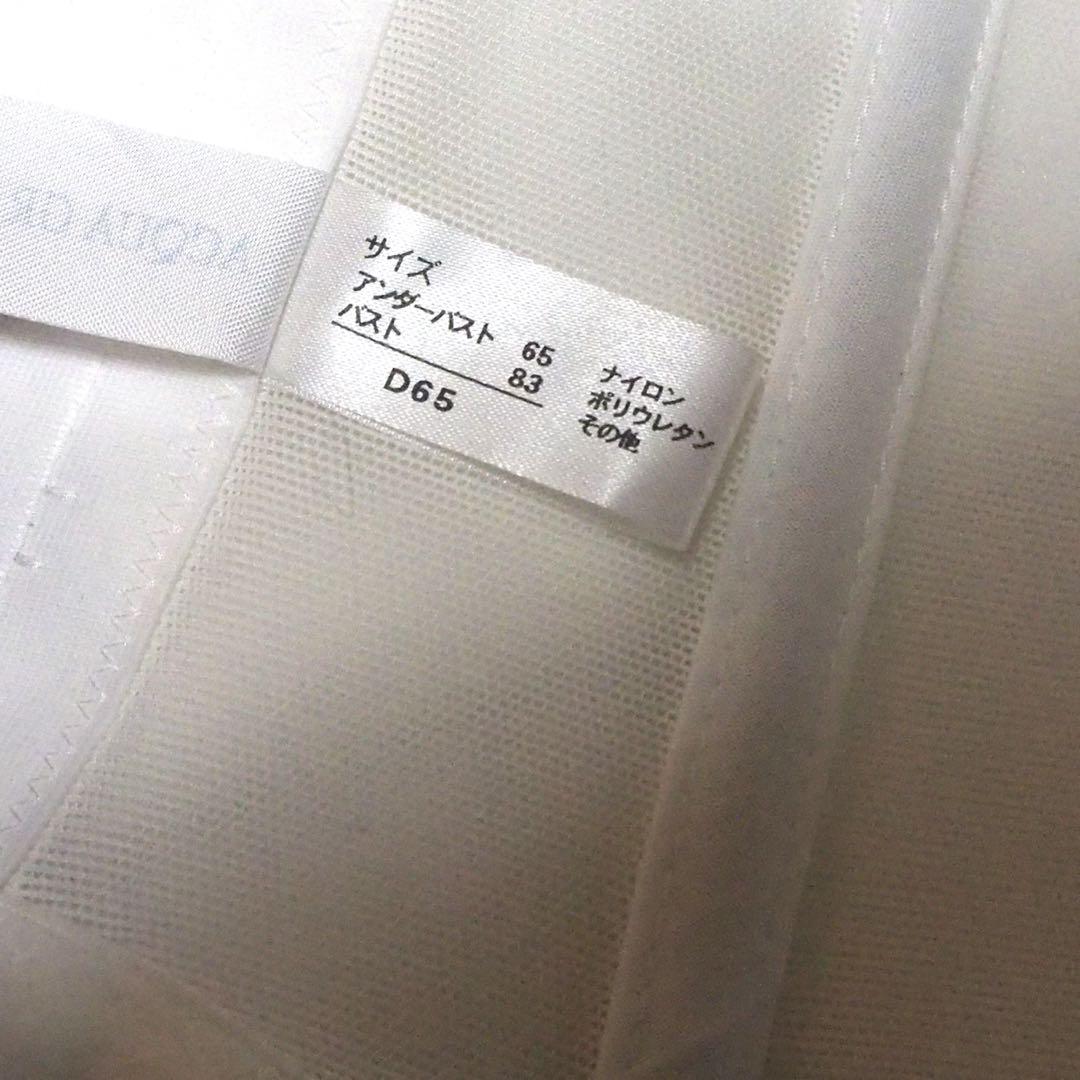 サイズ
アンダーバスト 65
バスト 83
D65
ナイロン
ポリウレタン
その他